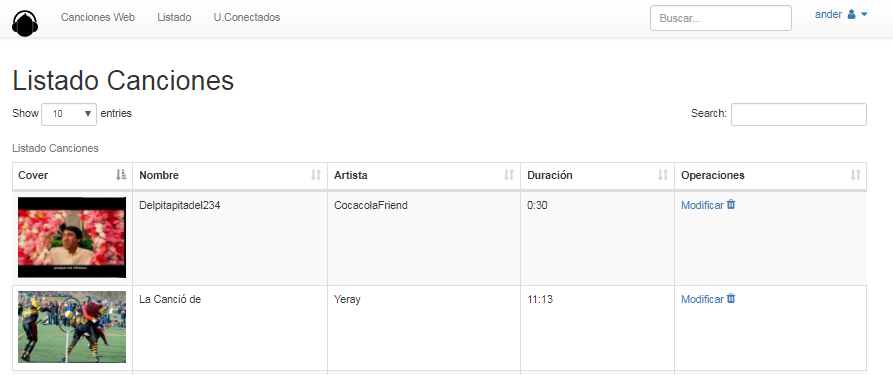 Canciones Web Listado U.Conectados Buscar... ander
Listado Canciones
Show 10 entries Search:
Listado Canciones
Cover Nombre Artista Duración Operaciones
Delpitapitadel234 CocacolaFriend 0:30 Modificar
La Canció de Yeray 11:13 Modificar